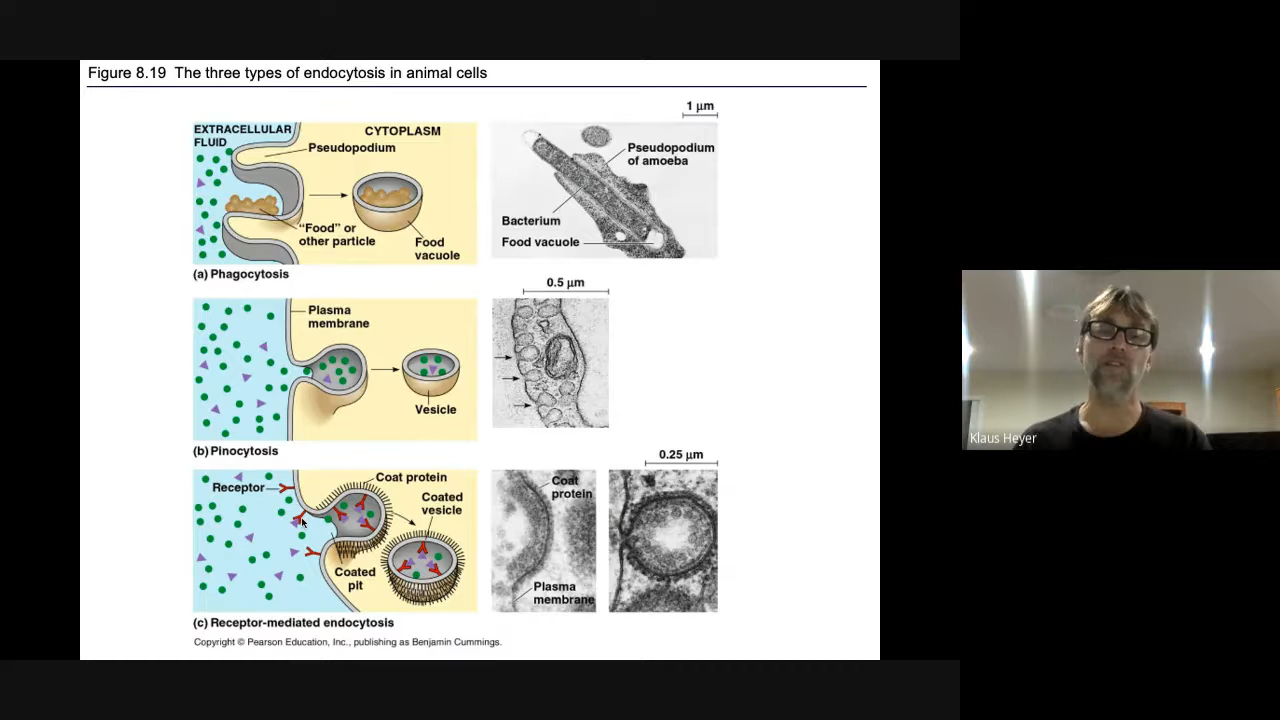 Figure 8.19 The three types of endocytosis in animal cells
1 μm
EXTRACELLULAR
FLUID
CYTOPLASM
Pseudopodium
"Food" or
other particle
Food
vacuole
Pseudopodium
of amoeba
Bacterium
Food vacuole
(a) Phagocytosis
0.5 μm
Plasma
membrane
Vesicle
(b) Pinocytosis
0.25 μm
Receptor
Coat protein
Coated
vesicle
Coated
pit
Coat
protein
Plasma
membrane
(c) Receptor-mediated endocytosis
Copyright © Pearson Education, Inc., publishing as Benjamin Cummings.
Klaus Heyer